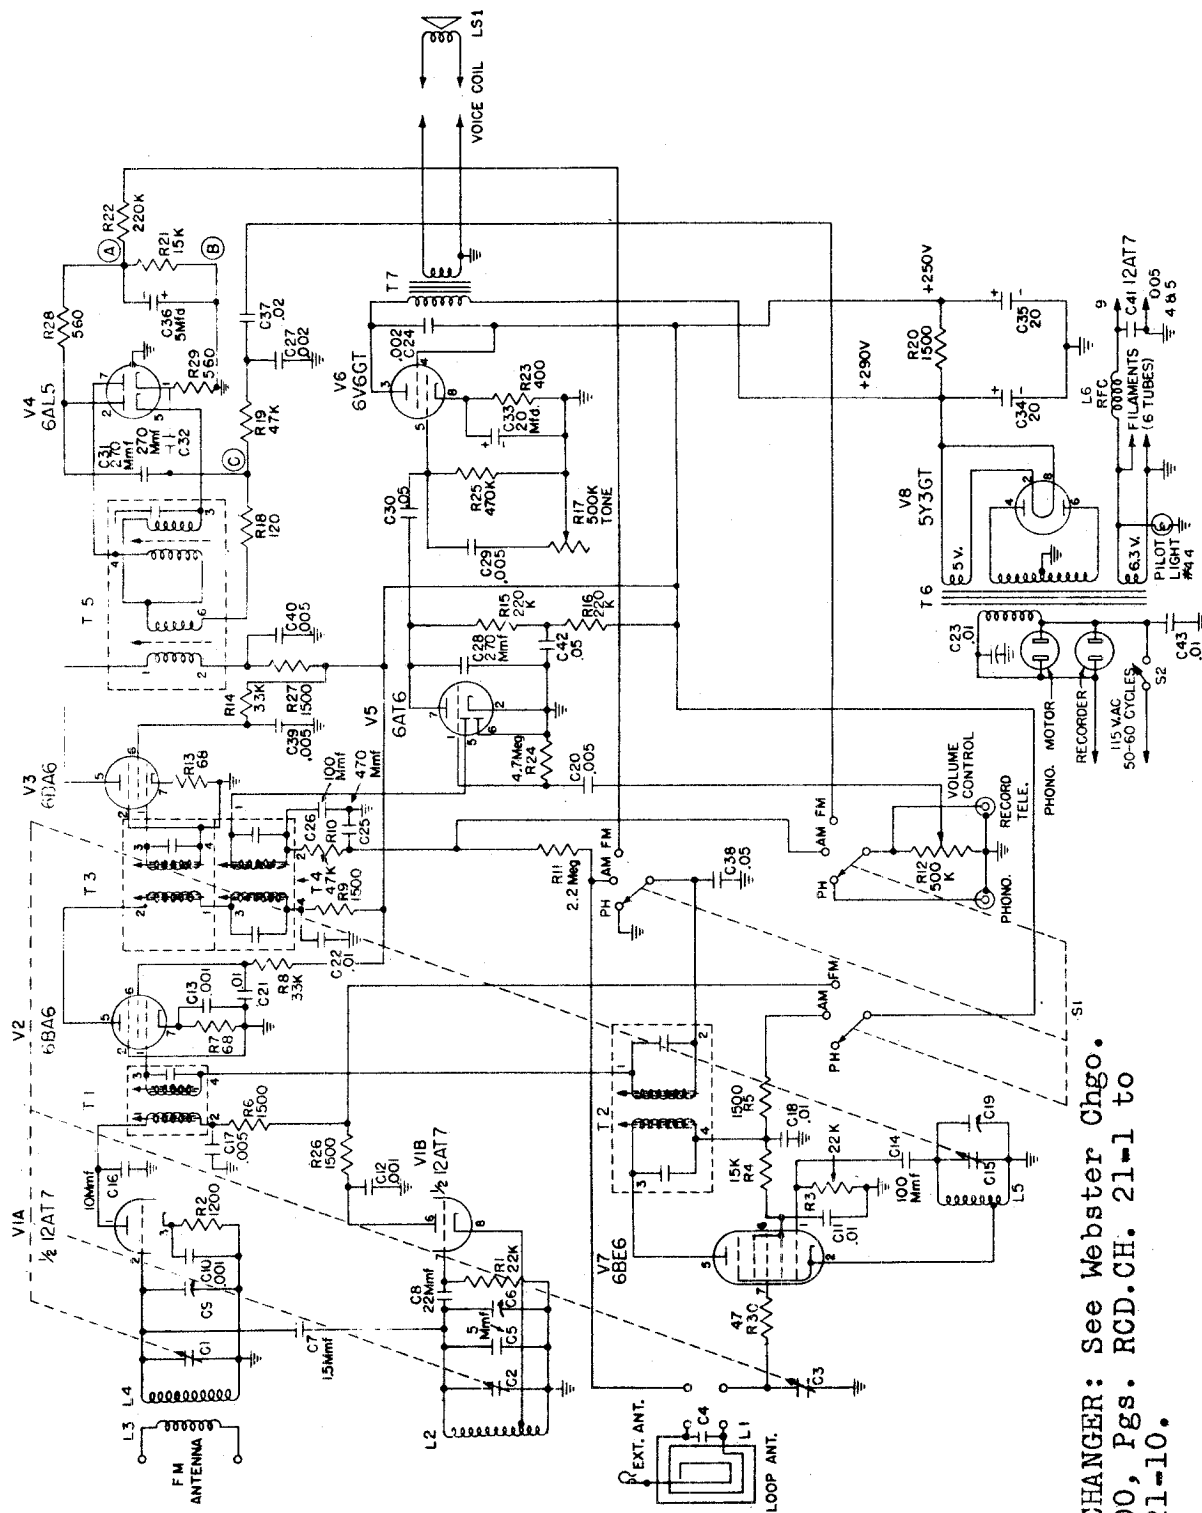 FM ANTENNA
L3
L4
C1
C9
C10
.001
R2
1200
V1A
½ 12AT7
10Mmf
C16
T1
C17
.005
R6
1500
C7
1.5Mmf
L2
C2
C5
5 Mmf
C6
C8
22Mmf
R1
22K
V1B
½ 12AT7
C12
.001
R26
1500
V2
6BA6
R7
68
C13
.001
C21
.01
R8
33K
T3
T4
C22
.01
R9
1500
R10
47K
C26
100 Mmf
C25
470 Mmf
V3
6BA6
R13
68
C39
.005
R14
33K
R27
1500
C40
.005
T5
R18
120
C31
270 Mmf
C32
270 Mmf
V4
6AL5
R29
560
R28
560
R19
47K
C27
.002
C37
.02
C36
5Mfd
R21
15K
R22
220K
A
B
C
V5
6AT6
4.7Meg
R24
C20
.005
C28
270 Mmf
R15
220K
C42
.05
R16
220K
C30
.05
C29
.005
R25
470K
R17
500K
TONE
V6
6V6GT
C33
20 Mfd.
R23
400
.002
C24
T7
VOICE COIL
LS1
R11
2.2 Meg
PH
AM
FM
C38
.05
PH
AM
FM
VOLUME CONTROL
R12
500K
PHONO.
RECORD
TELE.
PH
AM
FM
S1
EXT. ANT.
C4
L1
LOOP ANT.
C3
47
R30
V7
6BE6
T2
15K
R4
1500
R5
C18
.01
R3
22K
C11
.01
C14
100 Mmf
C15
L5
C19
T6
C23
.01
PHONO. MOTOR
RECORDER
115 V.AC
50-60 CYCLES
S2
C43
.01
5V.
6.3 V.
PILOT LIGHT
#44
V8
5Y3GT
+290V
R20
1500
+250V
C34
20
C35
20
L6
RFC
FILAMENTS
(6 TUBES)
C41
.005
12AT7
9
4 & 5
CHANGER: See Webster Chgo.
00, Pgs. RCD.CH. 21-1 to
21-10.